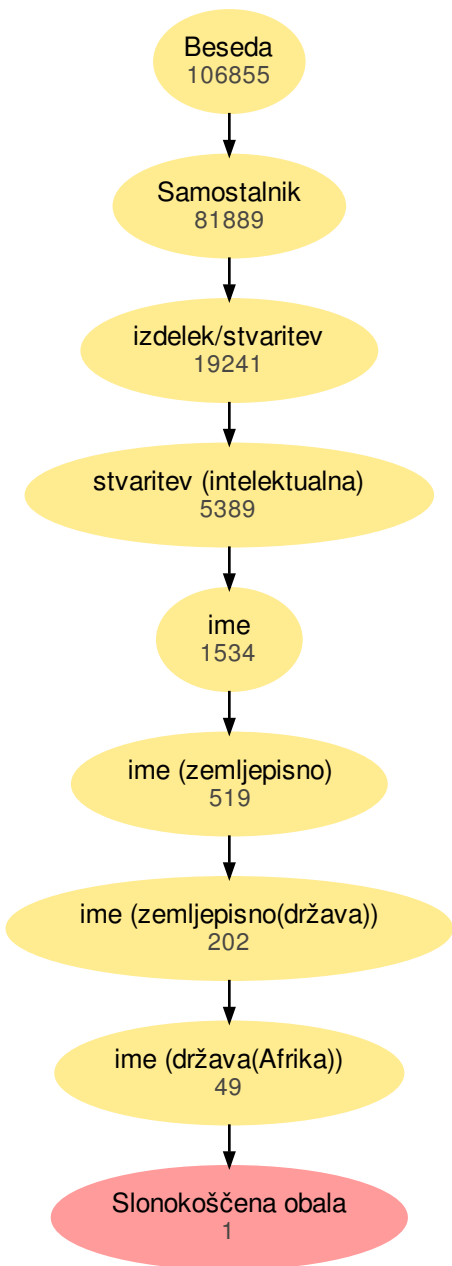 Beseda
106855
Samostalnik
81889
izdelek/stvaritev
19241
stvaritev (intelektualna)
5389
ime
1534
ime (zemljepisno)
519
ime (zemljepisno(država))
202
ime (država(Afrika))
49
Slonokoščena obala
1